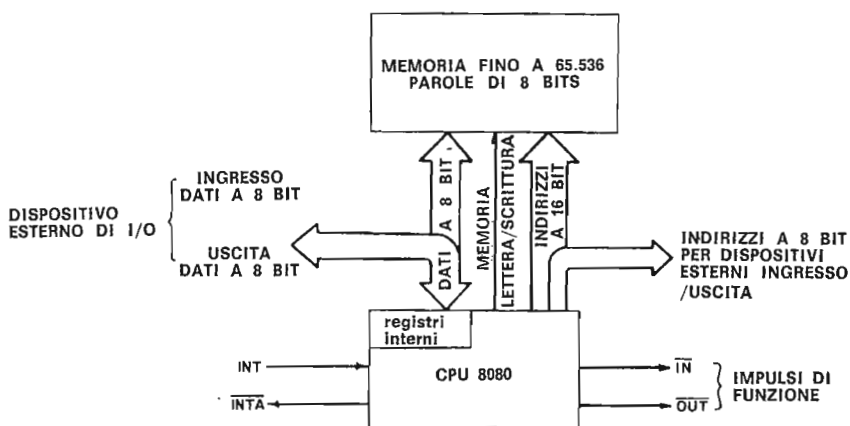 MEMORIA FINO A 65.536
PAROLE DI 8 BITS
DATI A 8 BIT
MEMORIA
LETTERA/SCRITTURA
INDIRIZZI
A 16 BIT
INGRESSO
DATI A 8 BIT
DISPOSITIVO
ESTERNO DI I/O
USCITA
DATI A 8 BIT
INDIRIZZI A 8 BIT
PER DISPOSITIVI
ESTERNI INGRESSO
/USCITA
registri
interni
CPU 8080
INT
INTA
IN
OUT
IMPULSI DI
FUNZIONE